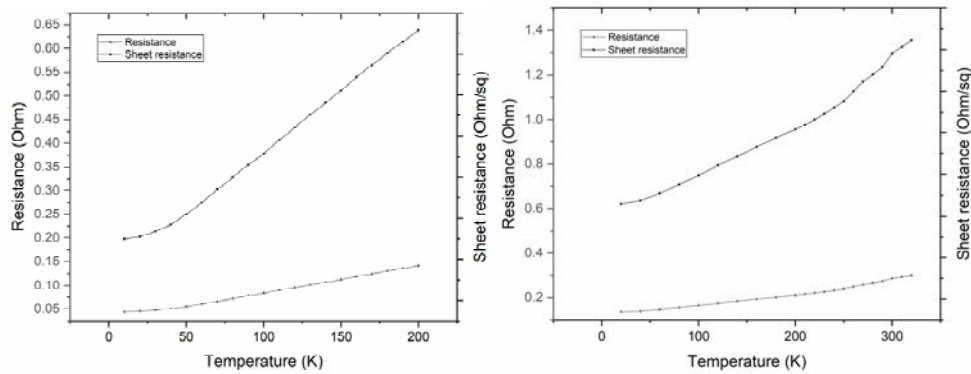 Resistance
Sheet resistance
0.65
0.60
0.55
0.50
0.45
0.40
0.35
0.30
0.25
0.20
0.15
0.10
0.05
Resistance (Ohm)
Sheet resistance (Ohm/sq)
0
50
100
150
200
Temperature (K)
Resistance
Sheet resistance
1.4
1.2
1.0
0.8
0.6
0.4
0.2
Resistance (Ohm)
Sheet resistance (Ohm/sq)
0
100
200
300
Temperature (K)